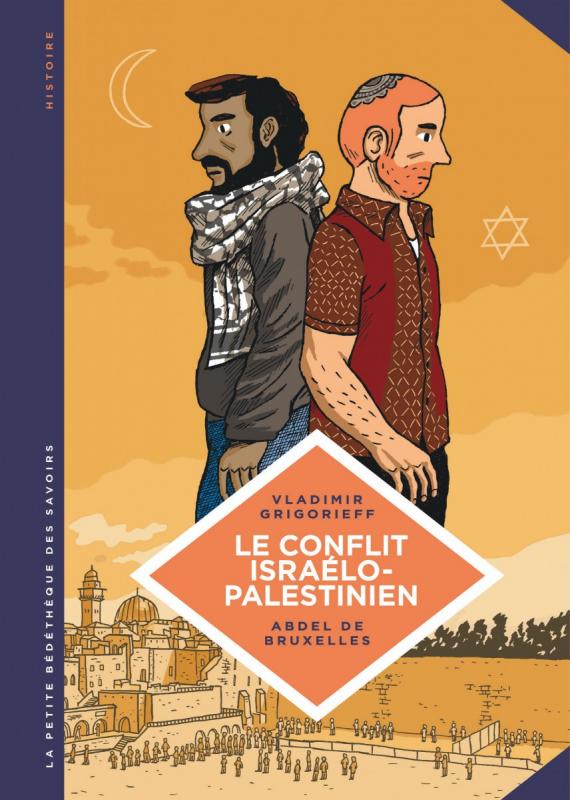 HISTOIRE
LA PETITE BÉDÉTHÈQUE DES SAVOIRS
VLADIMIR
GRIGORIEFF
LE CONFLIT
ISRAÉLO-
PALESTINIEN
ABDEL DE
BRUXELLES